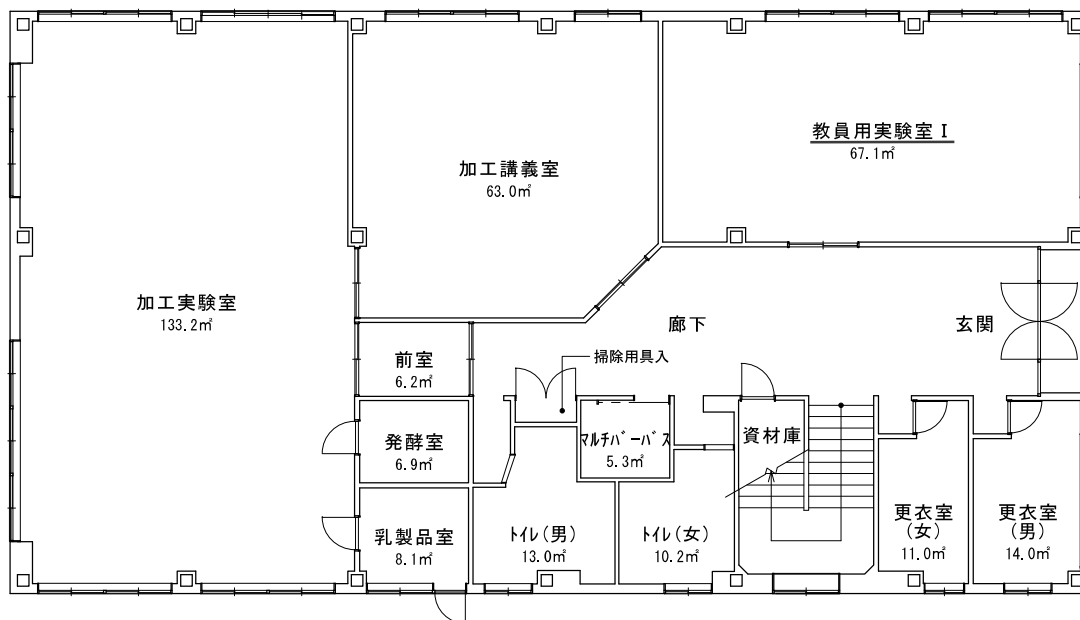 教員用実験室Ⅰ
67.1㎡
加工講義室
63.0㎡
加工実験室
133.2㎡
廊下
玄関
前室
6.2㎡
掃除用具入
発酵室
6.9㎡
マルチパーパス
5.3㎡
資材庫
乳製品室
8.1㎡
トイレ(男)
13.0㎡
トイレ(女)
10.2㎡
更衣室
(女)
11.0㎡
更衣室
(男)
14.0㎡